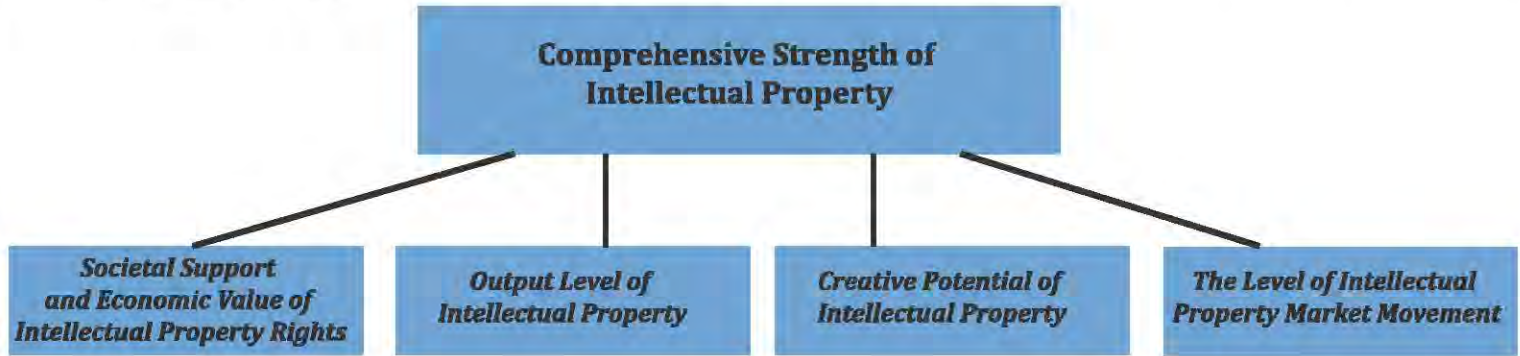 Comprehensive Strength of
Intellectual Property
Societal Support
and Economic Value of
Intellectual Property Rights
Output Level of
Intellectual Property
Creative Potential of
Intellectual Property
The Level of Intellectual
Property Market Movement